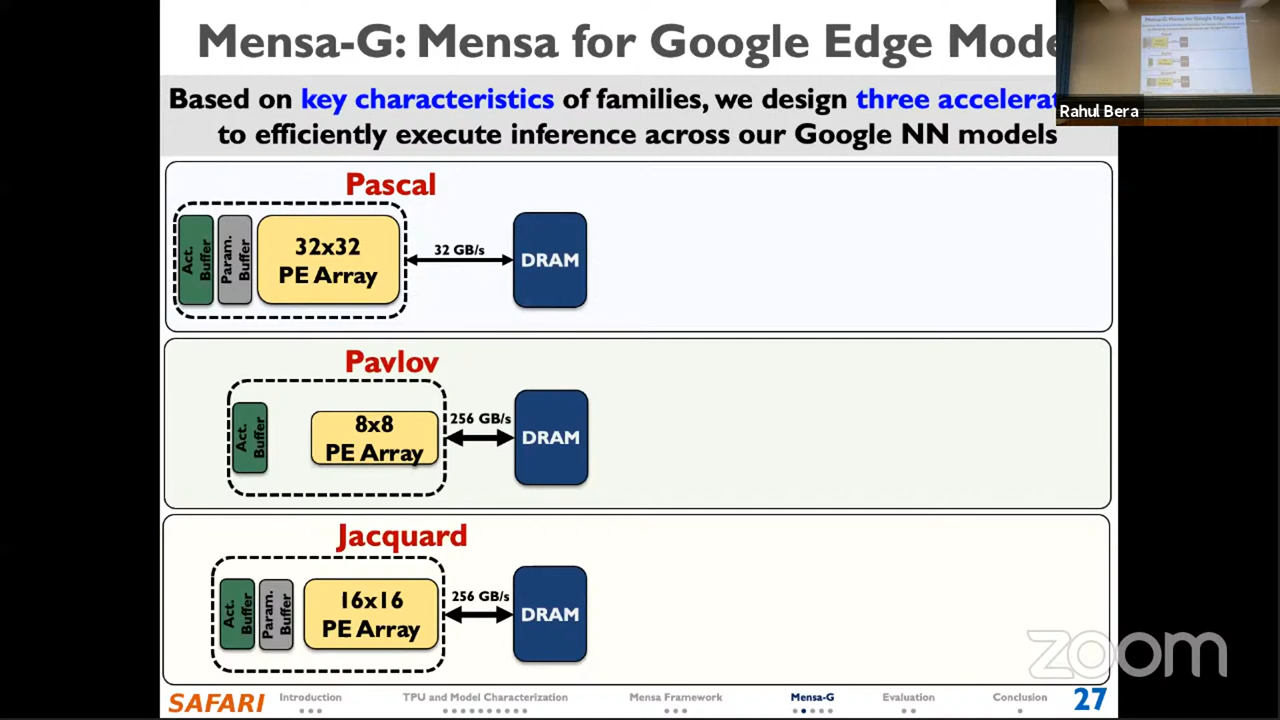 Mensa-G: Mensa for Google Edge Mode
Based on key characteristics of families, we design three accelerat
to efficiently execute inference across our Google NN models
Rahul Bera
Pascal
Act.
Buffer
Param.
Buffer
32x32
PE Array
32 GB/s
DRAM
Pavlov
Act.
Buffer
8x8
PE Array
256 GB/s
DRAM
Jacquard
Act.
Buffer
Param.
Buffer
16x16
PE Array
256 GB/s
DRAM
zoom
SAFARI
Introduction
TPU and Model Characterization
Mensa Framework
Mensa-G
Evaluation
Conclusion
27